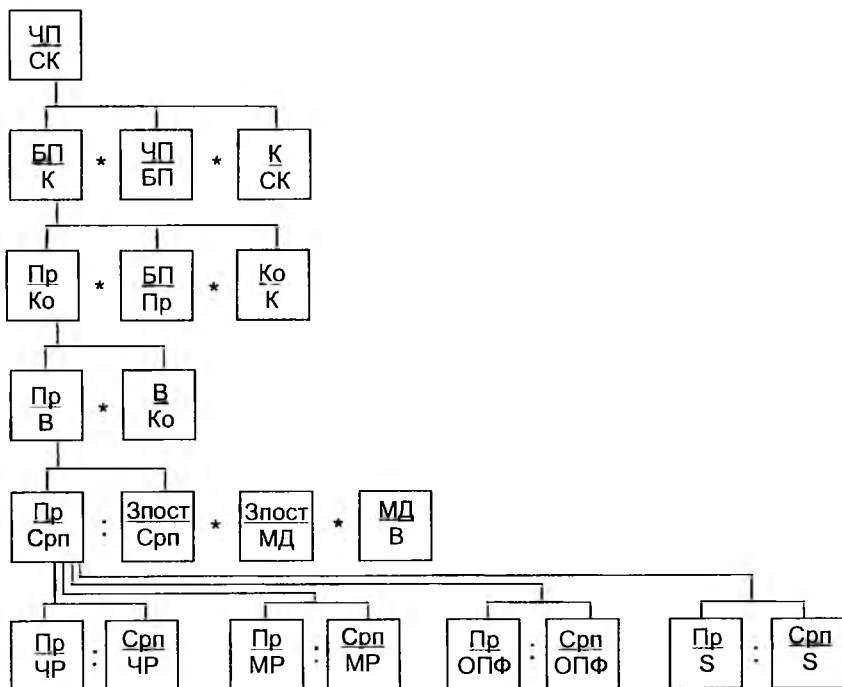 ЧП
СК
БП * ЧП * К
К БП СК
Пр * БП * Ко
Ко Пр К
Пр * В
В Ко
Пр : Зпост * Зпост * МД
Срп Срп МД В
Пр : Срп Пр : Срп Пр : Срп Пр : Срп
ЧР ЧР МР МР ОПФ ОПФ S S